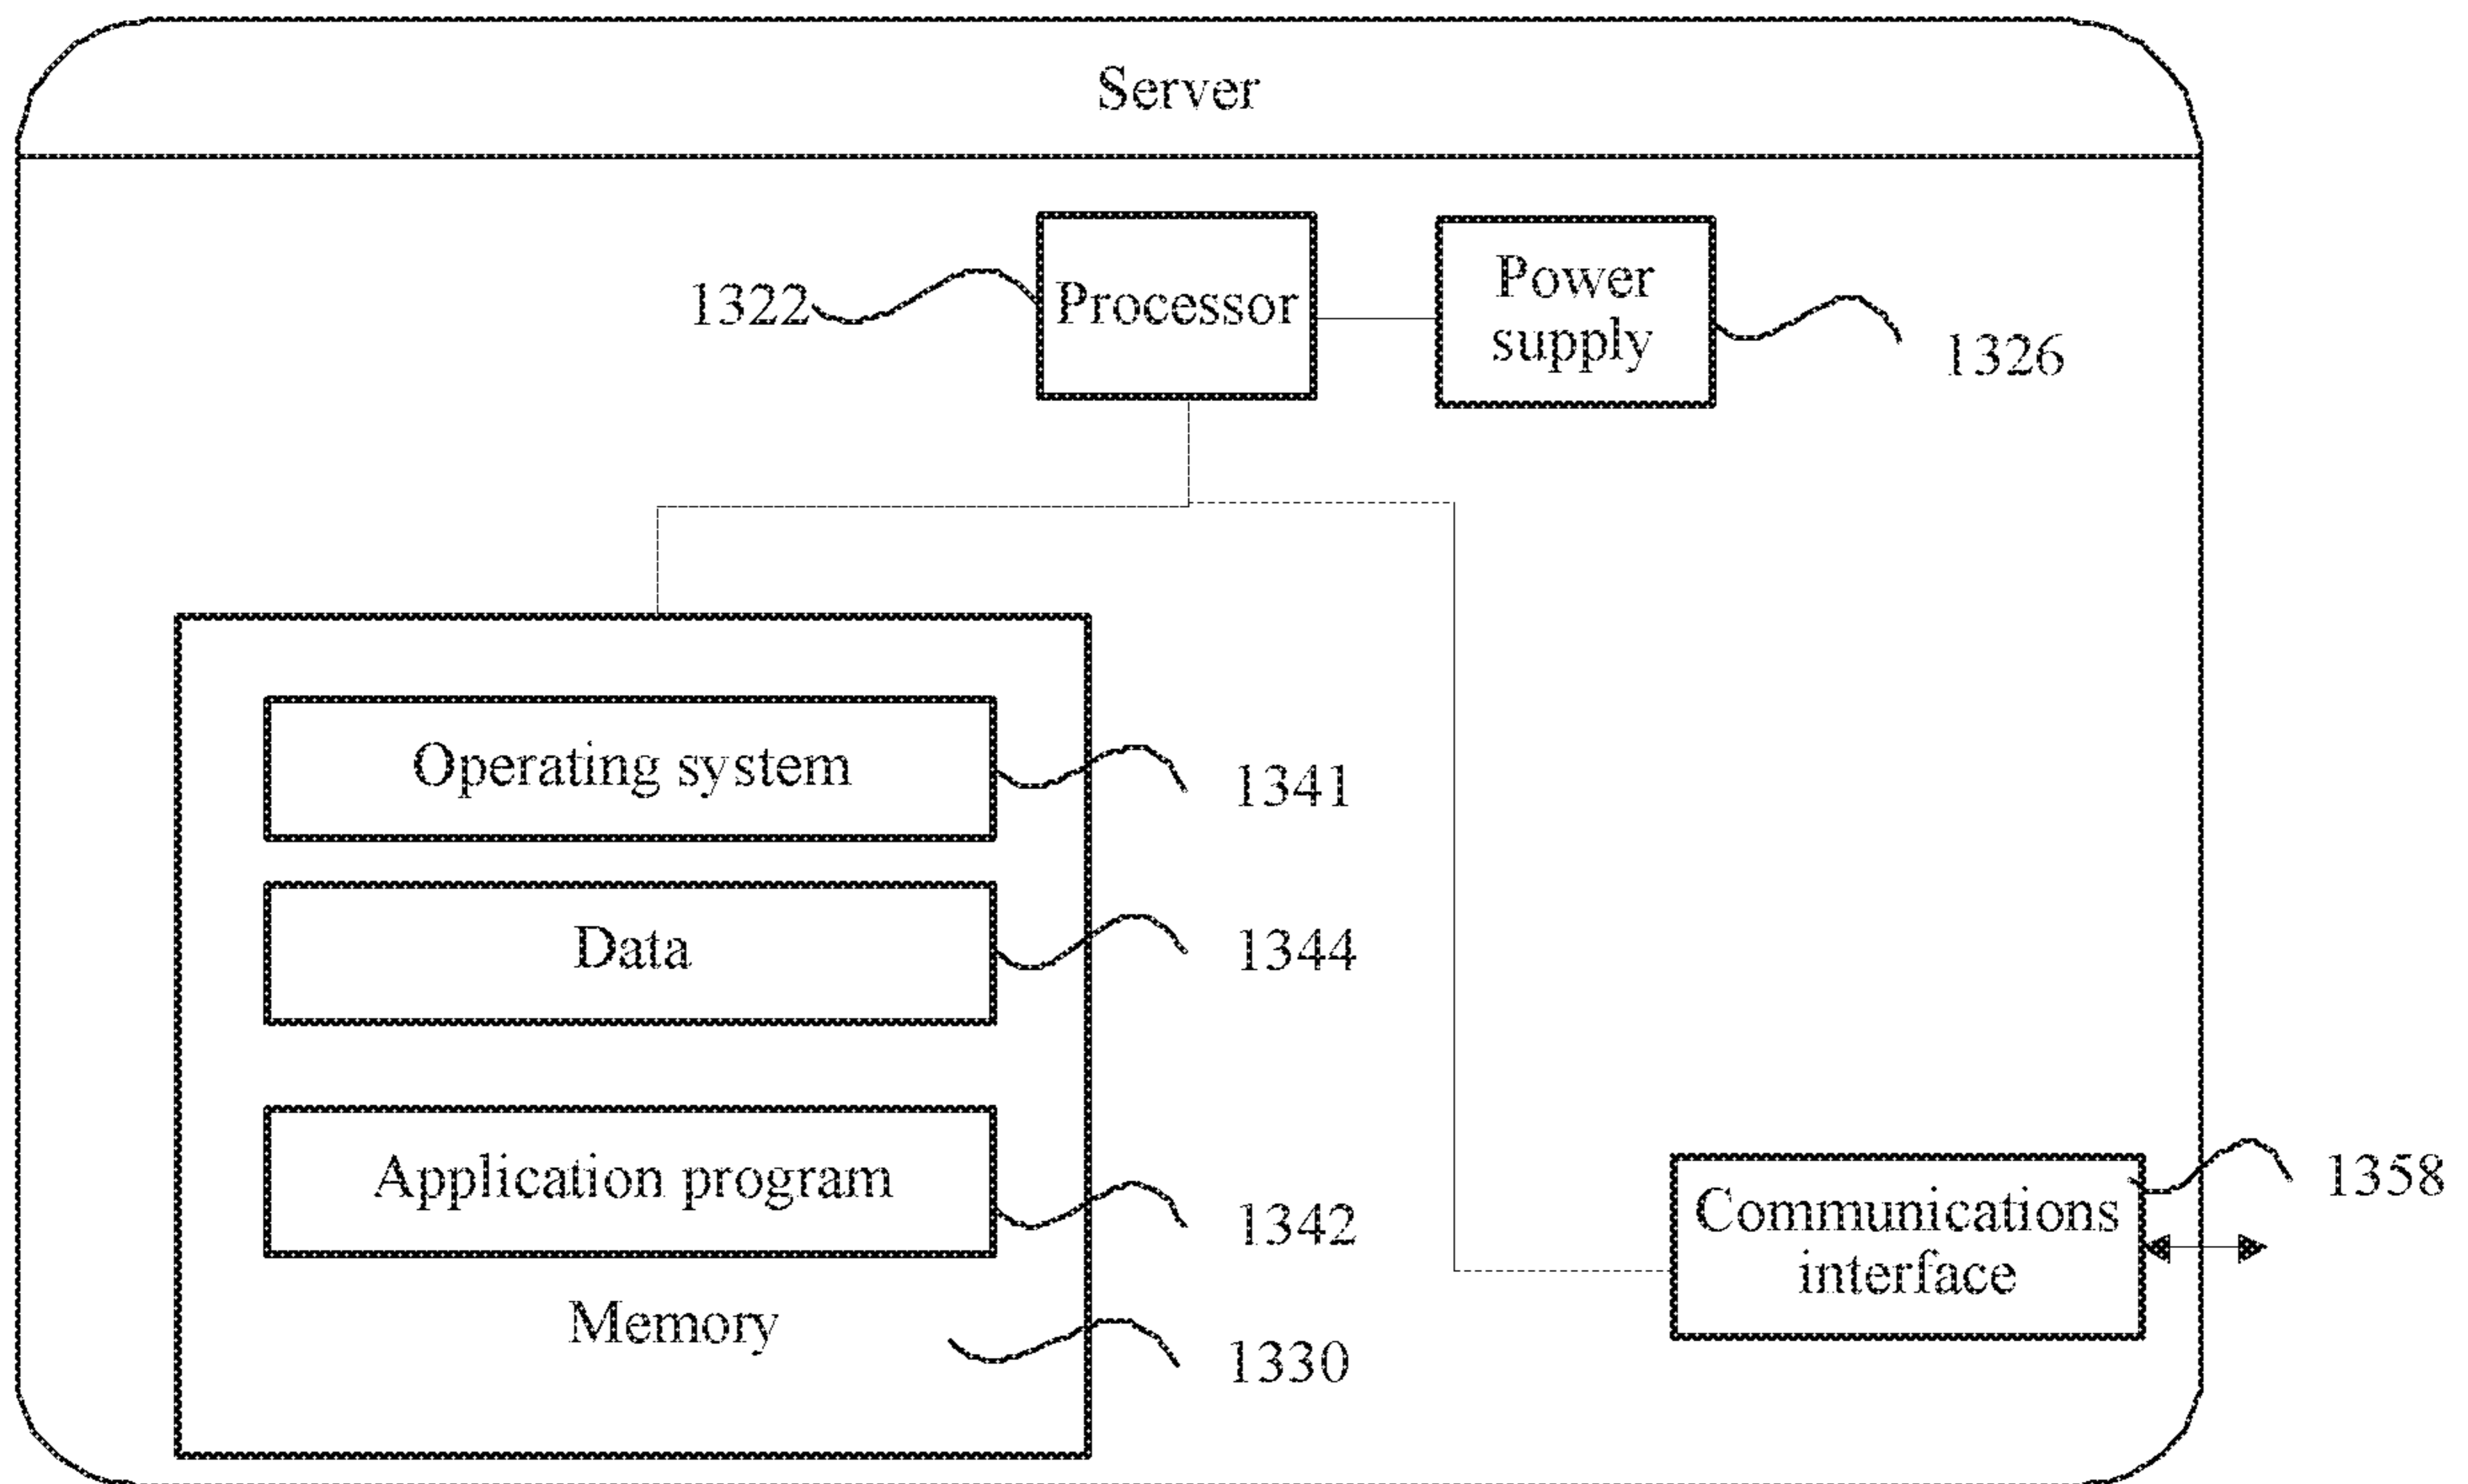 Server
1322
Processor
Power
supply
1326
Operating system
1341
Data
1344
Application program
1342
Memory
1330
Communications
interface
1358